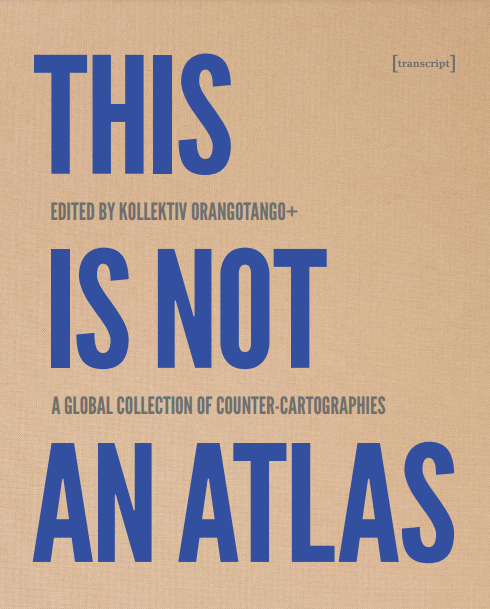 THIS
[transcript]
EDITED BY KOLLEKTIV ORANGOTANGO+
IS NOT
A GLOBAL COLLECTION OF COUNTER-CARTOGRAPHIES
AN ATLAS